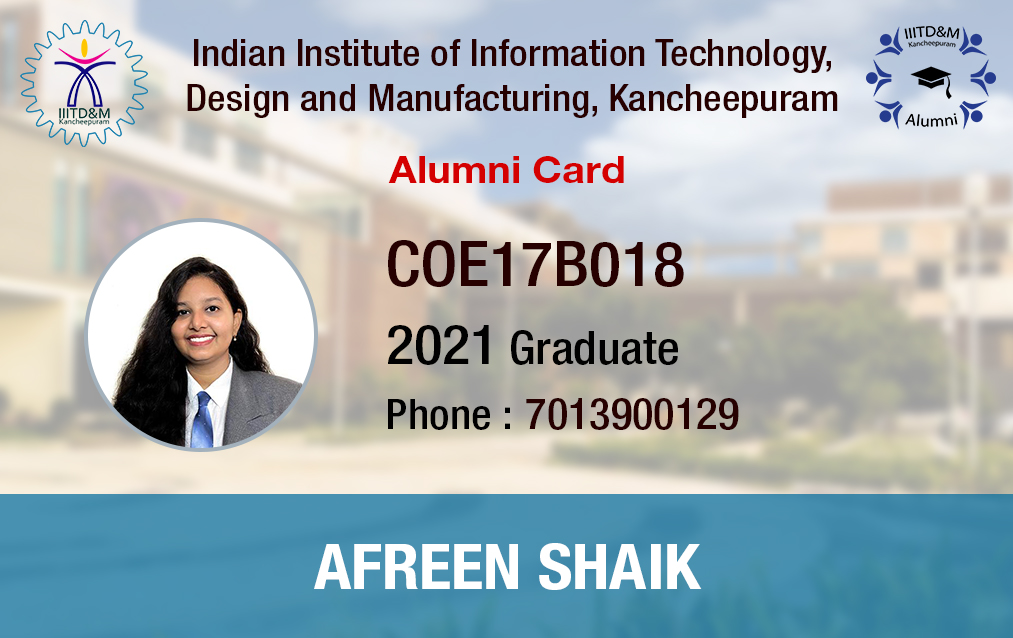 Indian Institute of Information Technology,
Design and Manufacturing, Kancheepuram
IIITD&M
Kancheepuram
IIITD&M
Kancheepuram
Alumni
Alumni Card
COE17B018
2021 Graduate
Phone : 7013900129
AFREEN SHAIK